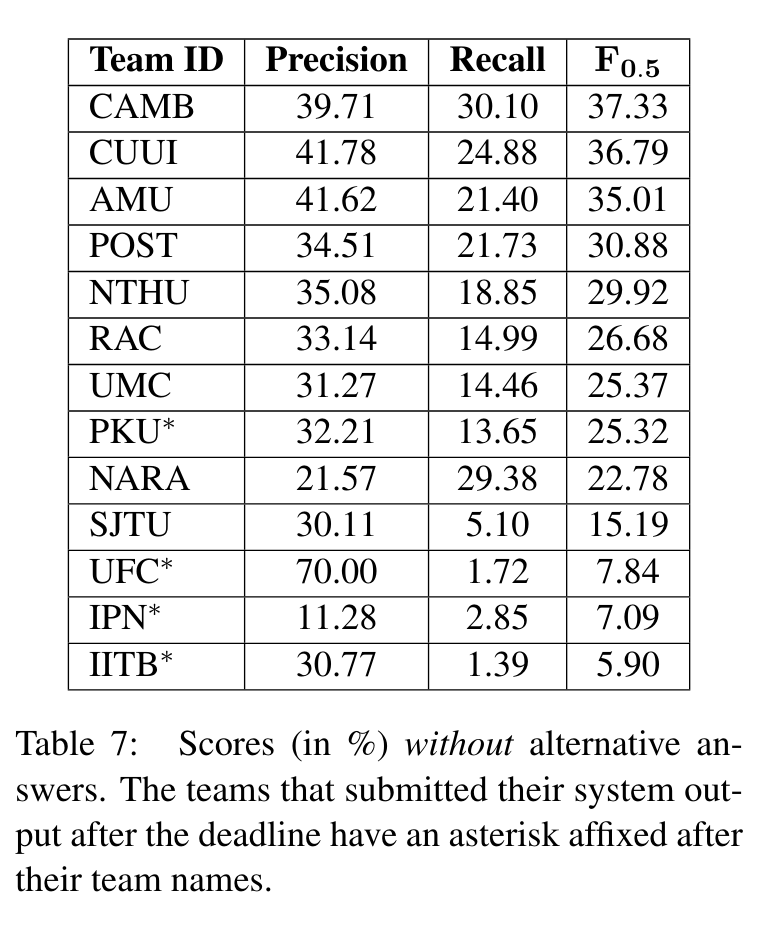 Team ID Precision Recall F0.5
CAMB 39.71 30.10 37.33
CUUI 41.78 24.88 36.79
AMU 41.62 21.40 35.01
POST 34.51 21.73 30.88
NTHU 35.08 18.85 29.92
RAC 33.14 14.99 26.68
UMC 31.27 14.46 25.37
PKU* 32.21 13.65 25.32
NARA 21.57 29.38 22.78
SJTU 30.11 5.10 15.19
UFC* 70.00 1.72 7.84
IPN* 11.28 2.85 7.09
IITB* 30.77 1.39 5.90
Table 7: Scores (in %) without alternative an-
swers. The teams that submitted their system out-
put after the deadline have an asterisk affixed after
their team names.